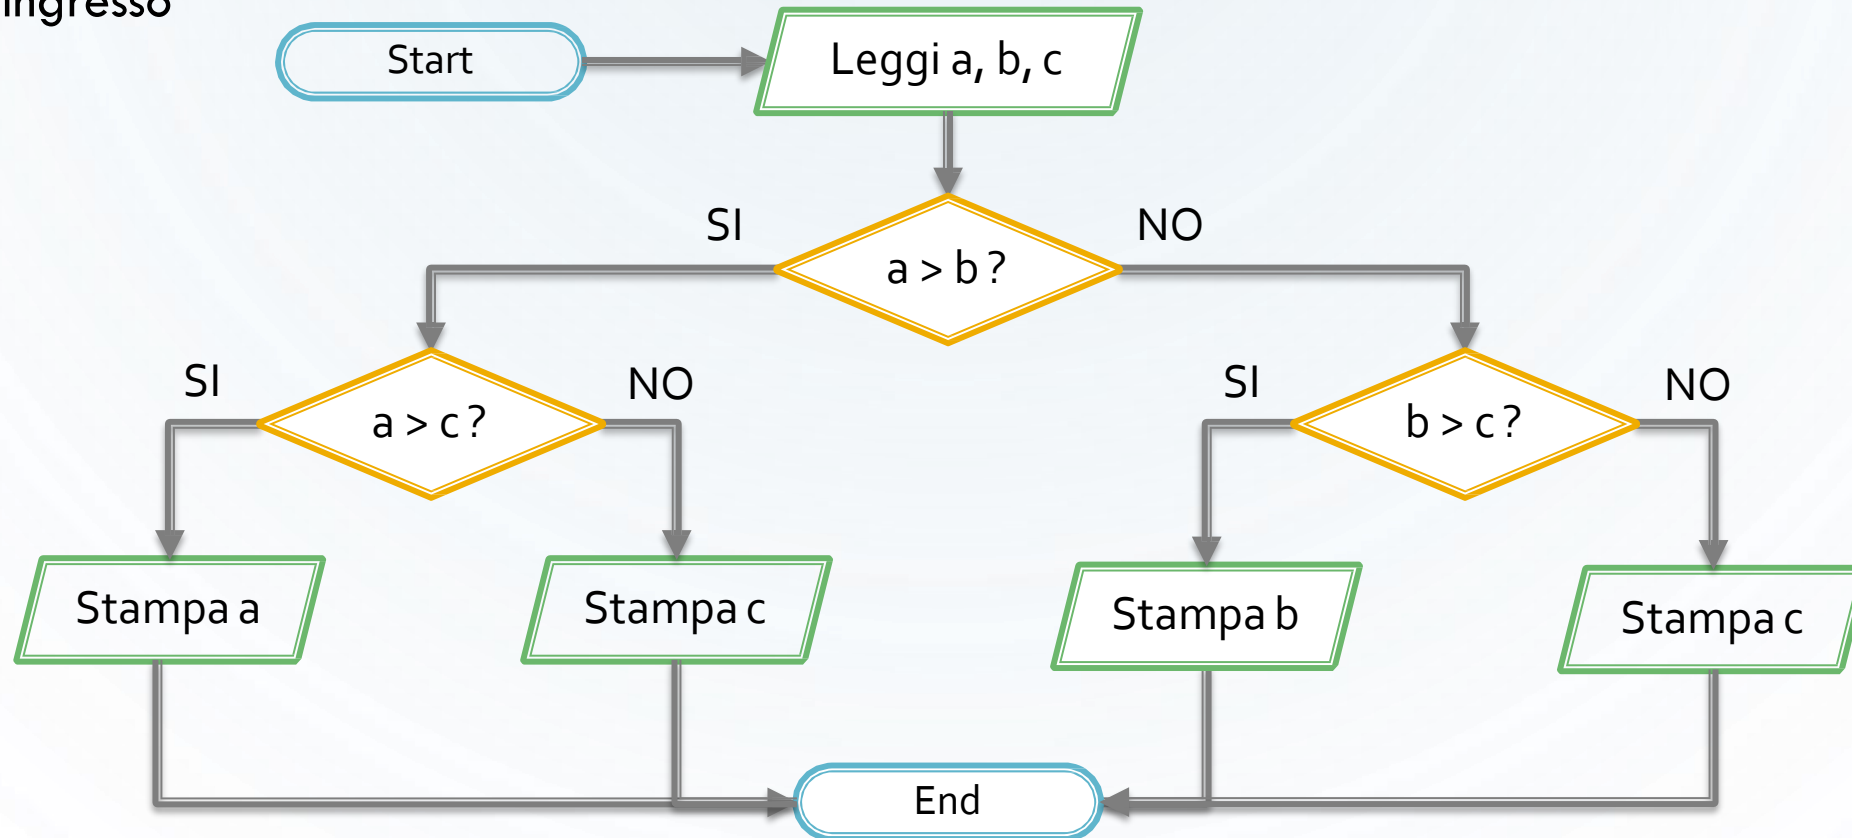 ingresso
Start
Leggi a, b, c
SI
NO
a > b ?
SI
NO
SI
NO
a > c ?
b > c ?
Stampa a
Stampa c
Stampa b
Stampa c
End